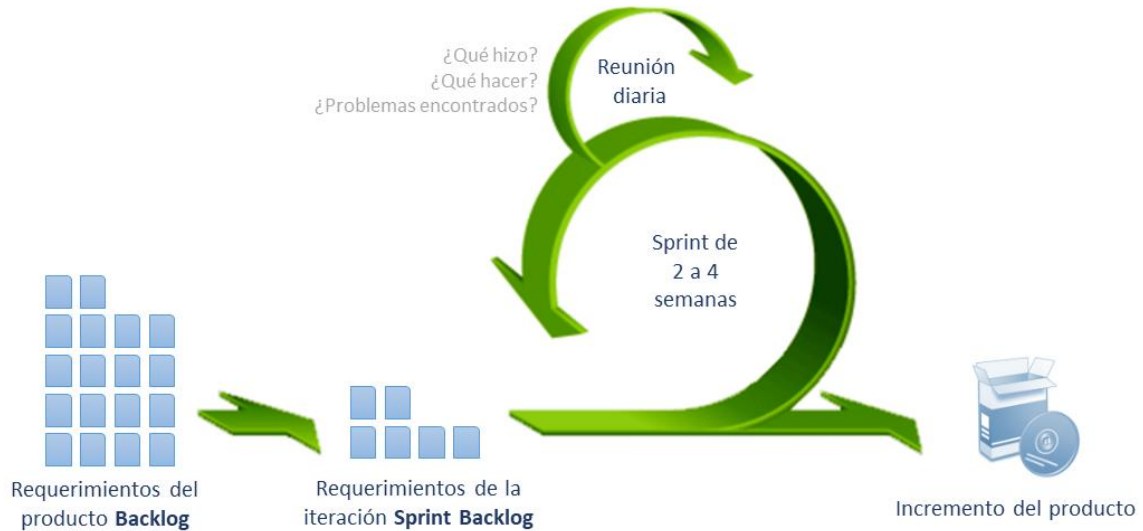 ¿Qué hizo?
¿Qué hacer?
¿Problemas encontrados?
Reunión
diaria
Sprint de
2 a 4
semanas
Requerimientos del
producto Backlog
Requerimientos de la
iteración Sprint Backlog
Incremento del producto